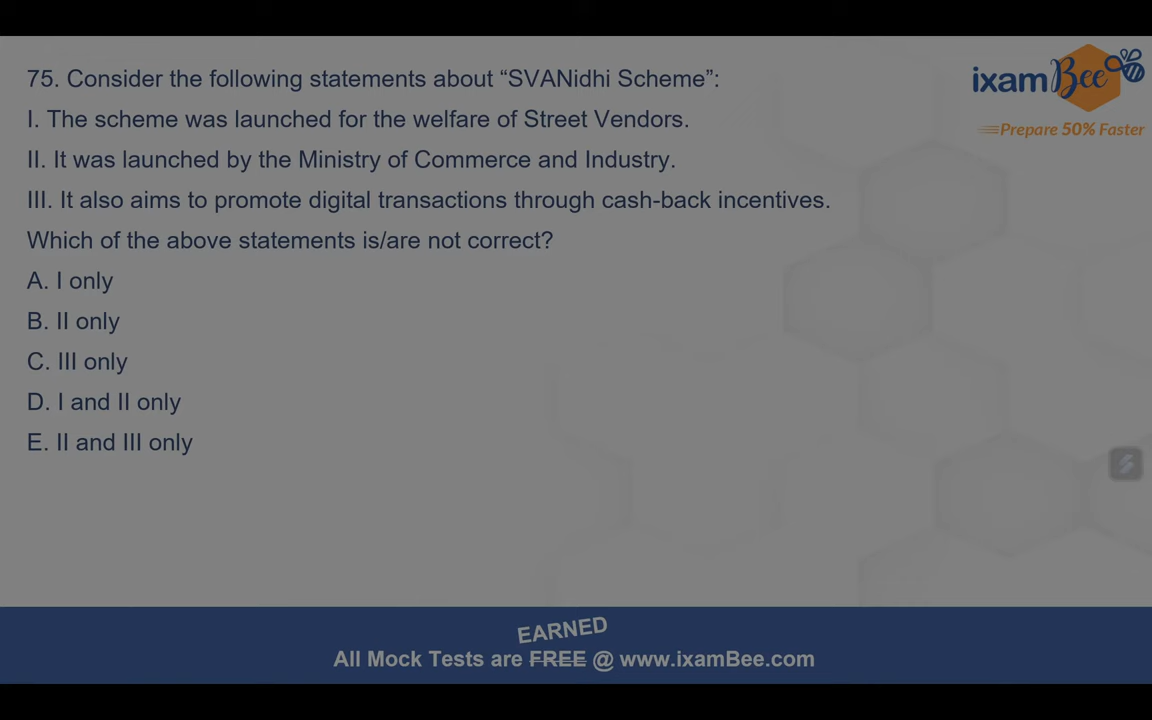 75. Consider the following statements about “SVANidhi Scheme”:
I. The scheme was launched for the welfare of Street Vendors.
II. It was launched by the Ministry of Commerce and Industry.
III. It also aims to promote digital transactions through cash-back incentives.
Which of the above statements is/are not correct?
A. I only
B. II only
C. III only
D. I and II only
E. II and III only
ixamBee
Prepare 50% Faster
EARNED
All Mock Tests are FREE @ www.ixamBee.com